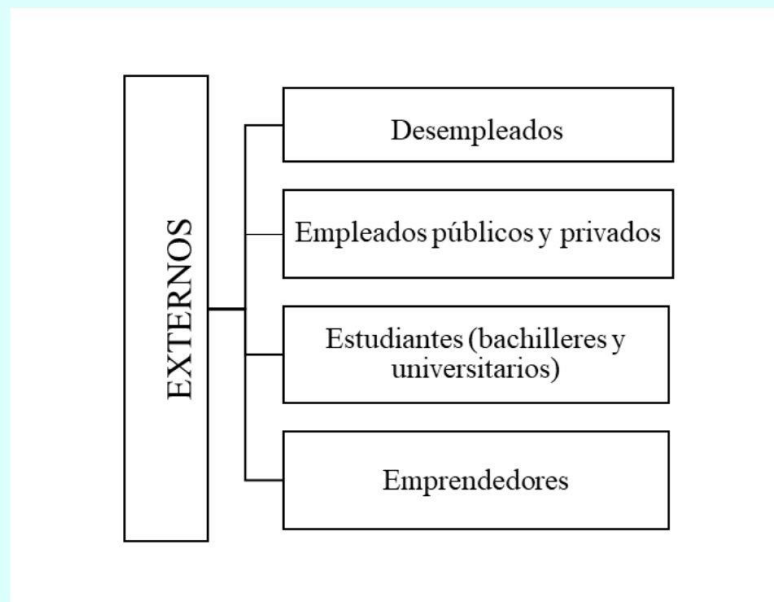 EXTERNOS
Desempleados
Empleados públicos y privados
Estudiantes (bachilleres y
universitarios)
Emprendedores